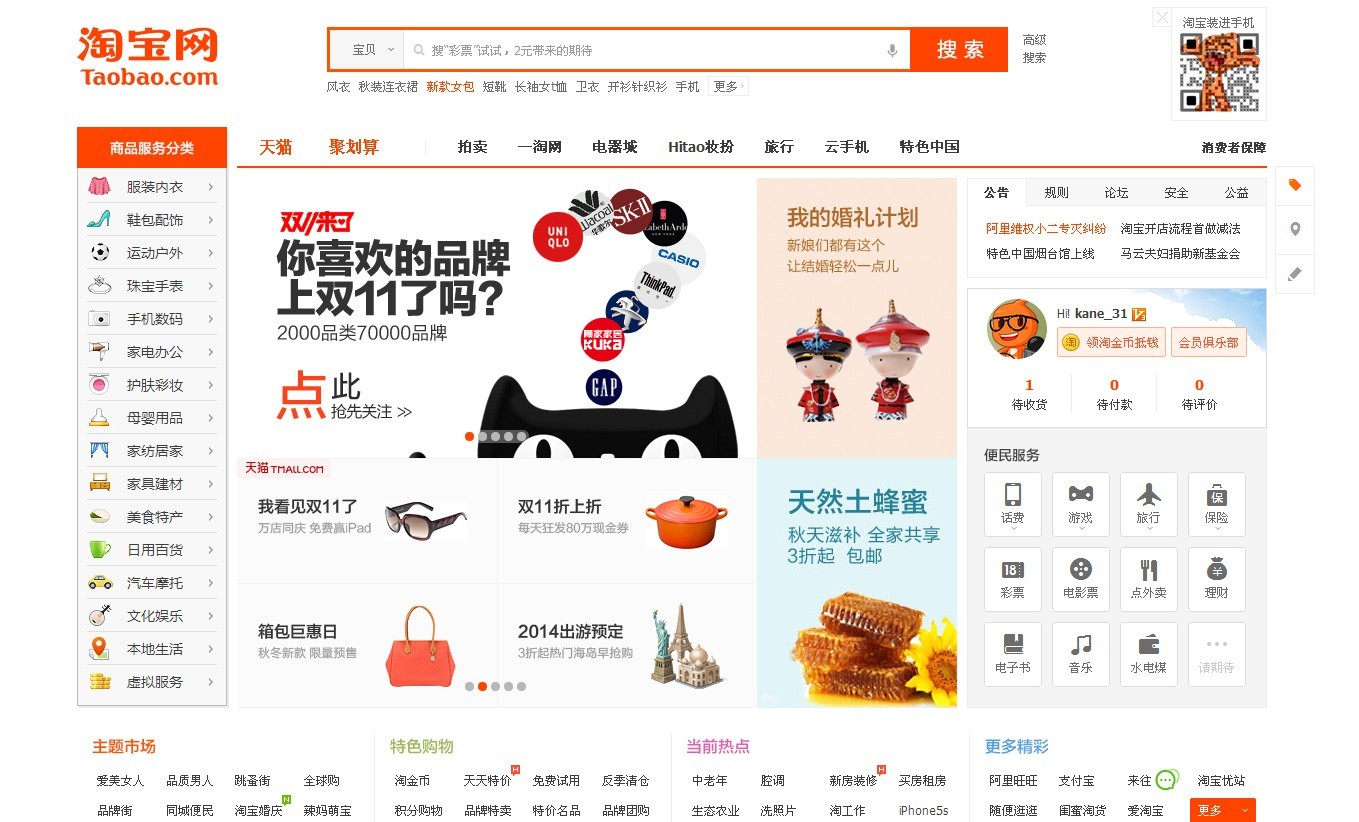 淘宝网
Taobao.com
宝贝
搜“彩票”试试，2元带来的期待
搜 索
高级
搜索
淘宝装进手机
风衣 秋装连衣裙 新款女包 短靴 长袖女t恤 卫衣 开衫针织衫 手机 更多
商品服务分类
天猫 聚划算 拍卖 一淘网 电器城 Hitao妆扮 旅行 云手机 特色中国 消费者保障
服装内衣
鞋包配饰
运动户外
珠宝手表
手机数码
家电办公
护肤彩妆
母婴用品
家纺居家
家具建材
美食特产
日用百货
汽车摩托
文化娱乐
本地生活
虚拟服务
双11来了
你喜欢的品牌
上双11了吗?
2000品类70000品牌
点此
抢先关注 >>
UNI
QLO
Wacoal
华歌尔
SK-II
CASIO
ThinkPad
顾家家居
KUKa
GAP
我的婚礼计划
新娘们都有这个
让结婚轻松一点儿
天猫TMALL.COM
我看见双11了
万店同庆 免费赢iPad
双11折上折
每天狂发80万现金券
箱包巨惠日
秋冬新款 限量预售
2014出游预定
3折起热门海岛早抢购
天然土蜂蜜
秋天滋补 全家共享
3折起 包邮
公告 规则 论坛 安全 公益
阿里维权小二专灭纠纷 淘宝开店流程首做减法
特色中国烟台馆上线 马云夫妇捐助新基金会
Hi! kane_31
淘 领淘金币抵钱 会员俱乐部
1 0 0
待收货 待付款 待评价
便民服务
话费 游戏 旅行 保 保险
18 彩票 电影票 点外卖 理财
电子书 音乐 水电煤 请期待
主题市场
爱美女人 品质男人 跳蚤街 全球购
品牌街 同城便民 淘宝婚庆 N 辣妈萌宝
特色购物
淘金币 天天特价 H 免费试用 反季清仓
积分购物 品牌特卖 特价名品 品牌团购
当前热点
中老年 腔调 新房装修 H 买房租房
生态农业 洗照片 淘工作 iPhone5s
更多精彩
阿里旺旺 支付宝 来往 淘宝优站
随便逛逛 闺蜜淘货 爱淘宝 更多